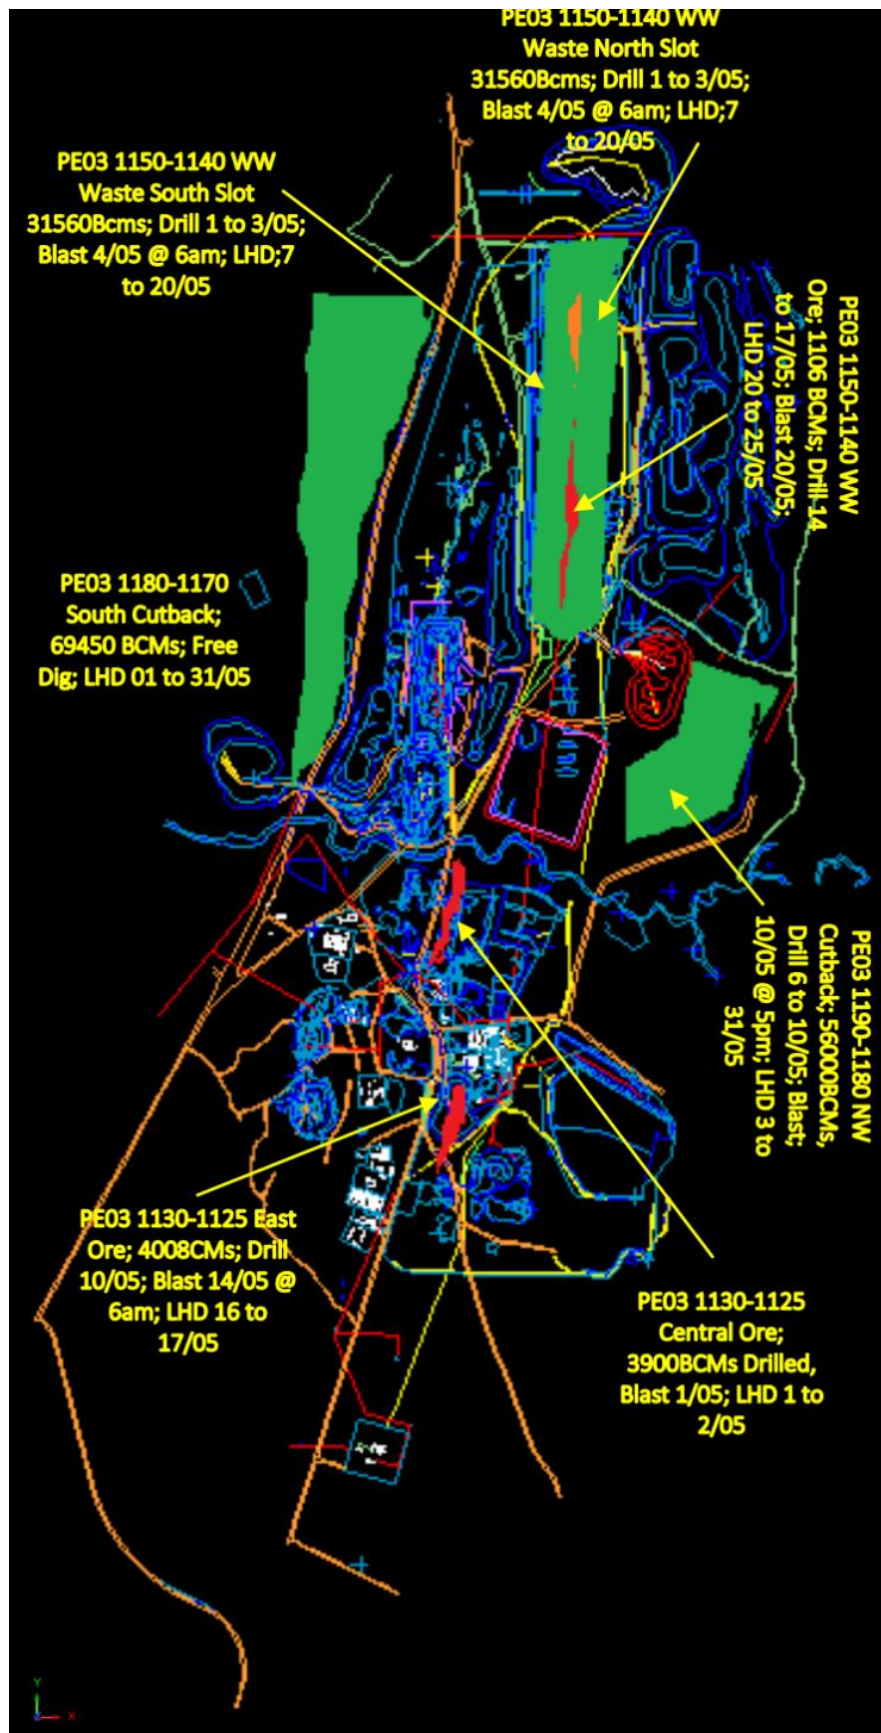 PE03 1150-1140 WW
Waste North Slot
31560Bcms; Drill 1 to 3/05;
Blast 4/05 @ 6am; LHD;7
to 20/05
PE03 1150-1140 WW
Waste South Slot
31560Bcms; Drill 1 to 3/05;
Blast 4/05 @ 6am; LHD;7
to 20/05
PE03 1150-1140 WW
Ore; 1106 BCMs; Drill 14
to 17/05; Blast 20/05;
LHD 20 to 25/05
PE03 1180-1170
South Cutback;
69450 BCMs; Free
Dig; LHD 01 to 31/05
PE03 1190-1180 NW
Cutback; 56000BCMS,
Drill 6 to 10/05; Blast;
10/05 @ 5pm; LHD 3 to
31/05
PE03 1130-1125 East
Ore; 4008CMs; Drill
10/05; Blast 14/05 @
6am; LHD 16 to
17/05
PE03 1130-1125
Central Ore;
3900BCMs Drilled,
Blast 1/05; LHD 1 to
2/05
Y
X